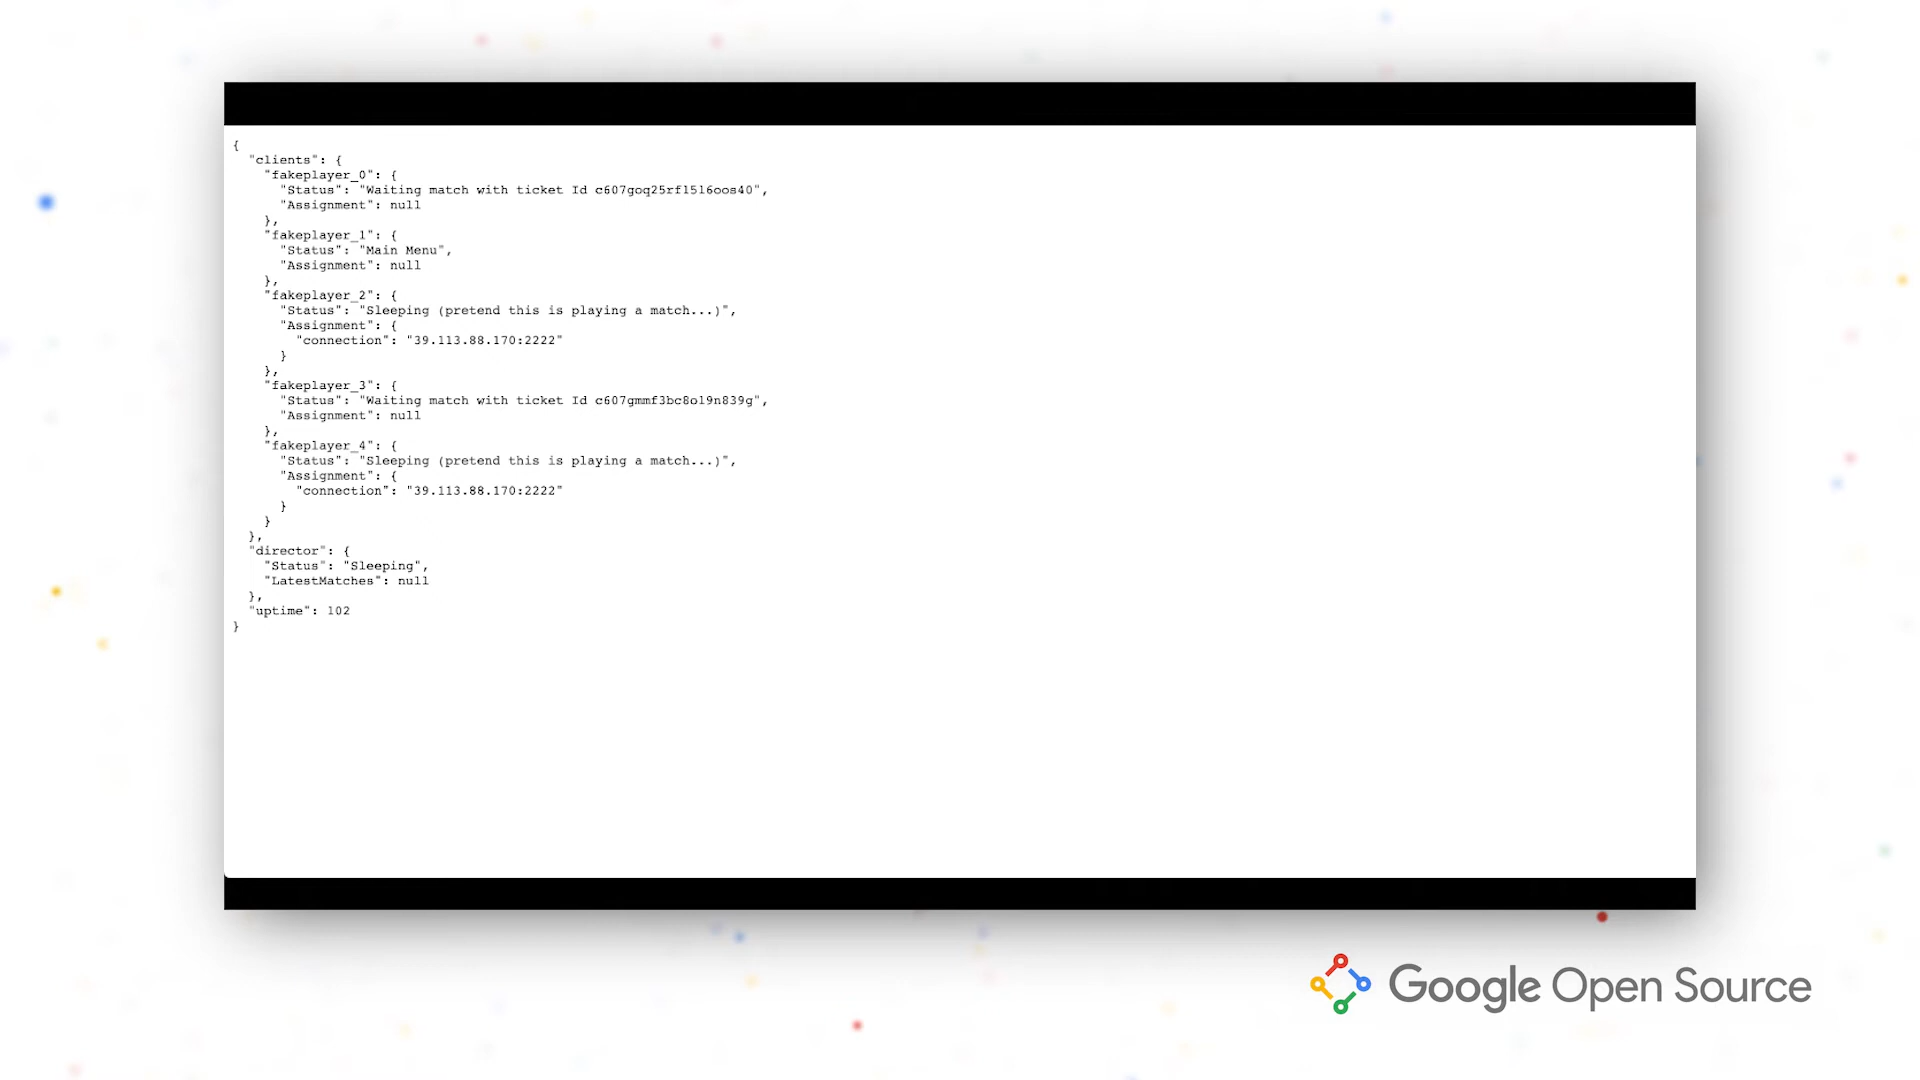 {
  "clients": {
    "fakeplayer_0": {
      "Status": "Waiting match with ticket Id c607goq25rf1516oos40",
      "Assignment": null
    },
    "fakeplayer_1": {
      "Status": "Main Menu",
      "Assignment": null
    },
    "fakeplayer_2": {
      "Status": "Sleeping (pretend this is playing a match...)",
      "Assignment": {
        "connection": "39.113.88.170:2222"
      }
    },
    "fakeplayer_3": {
      "Status": "Waiting match with ticket Id c607gmmf3bc8o19n839g",
      "Assignment": null
    },
    "fakeplayer_4": {
      "Status": "Sleeping (pretend this is playing a match...)",
      "Assignment": {
        "connection": "39.113.88.170:2222"
      }
    }
  },
  "director": {
    "Status": "Sleeping",
    "LatestMatches": null
  },
  "uptime": 102
}
Google Open Source